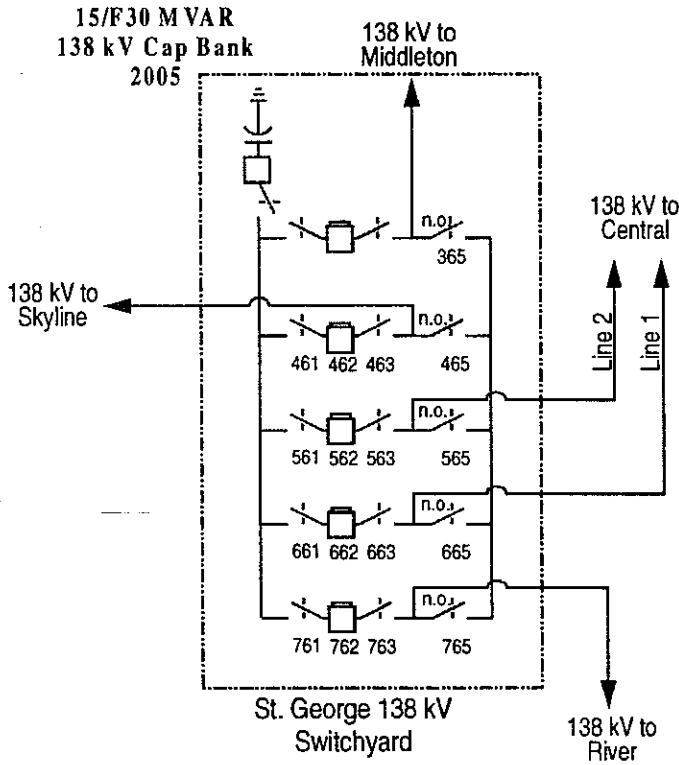 15/F30 MVAR
138 kV Cap Bank
2005
138 kV to
Middleton
n.o.
365
138 kV to
Central
138 kV to
Skyline
n.o.
461 462 463 465
Line 2
Line 1
n.o.
561 562 563 565
n.o.
661 662 663 665
n.o.
761 762 763 765
St. George 138 kV
Switchyard
138 kV to
River